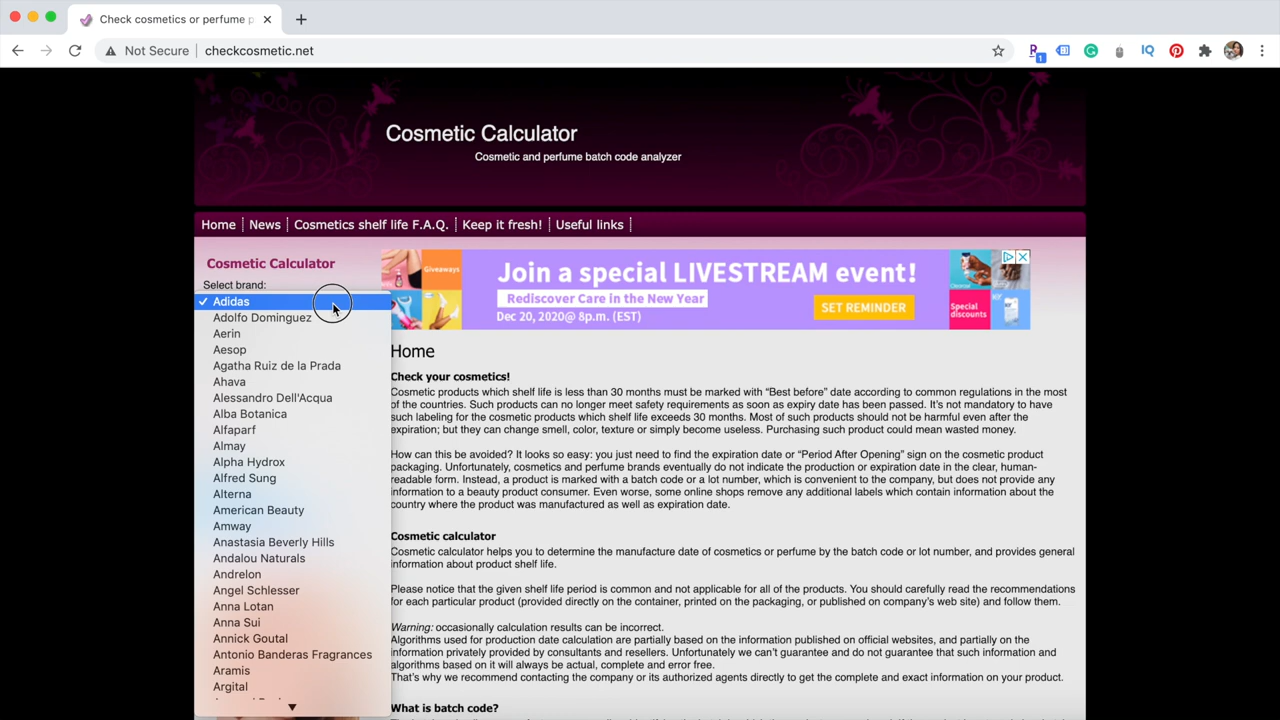 Check cosmetics or perfume p
Not Secure
checkcosmetic.net
1
IQ
Cosmetic Calculator
Cosmetic and perfume batch code analyzer
Home
News
Cosmetics shelf life F.A.Q.
Keep it fresh!
Useful links
Cosmetic Calculator
Select brand:
✓ Adidas
Adolfo Dominguez
Aerin
Aesop
Agatha Ruiz de la Prada
Ahava
Alessandro Dell'Acqua
Alba Botanica
Alfaparf
Almay
Alpha Hydrox
Alfred Sung
Alterna
American Beauty
Amway
Anastasia Beverly Hills
Andalou Naturals
Andrelon
Angel Schlesser
Anna Lotan
Anna Sui
Annick Goutal
Antonio Banderas Fragrances
Aramis
Argital
Giveaways
Join a special LIVESTREAM event!
Rediscover Care in the New Year
Dec 20, 2020@ 8p.m. (EST)
SET REMINDER
Special
discounts
Home
Check your cosmetics!
Cosmetic products which shelf life is less than 30 months must be marked with “Best before” date according to common regulations in the most
of the countries. Such products can no longer meet safety requirements as soon as expiry date has been passed. It's not mandatory to have
such labeling for the cosmetic products which shelf life exceeds 30 months. Most of such products should not be harmful even after the
expiration; but they can change smell, color, texture or simply become useless. Purchasing such product could mean wasted money.
How can this be avoided? It looks so easy: you just need to find the expiration date or “Period After Opening” sign on the cosmetic product
packaging. Unfortunately, cosmetics and perfume brands eventually do not indicate the production or expiration date in the clear, human-
readable form. Instead, a product is marked with a batch code or a lot number, which is convenient to the company, but does not provide any
information to a beauty product consumer. Even worse, some online shops remove any additional labels which contain information about the
country where the product was manufactured as well as expiration date.
Cosmetic calculator
Cosmetic calculator helps you to determine the manufacture date of cosmetics or perfume by the batch code or lot number, and provides general
information about product shelf life.
Please notice that the given shelf life period is common and not applicable for all of the products. You should carefully read the recommendations
for each particular product (provided directly on the container, printed on the packaging, or published on company's web site) and follow them.
Warning: occasionally calculation results can be incorrect.
Algorithms used for production date calculation are partially based on the information published on official websites, and partially on the
information privately provided by consultants and resellers. Unfortunately we can't guarantee and do not guarantee that such information and
algorithms based on it will always be actual, complete and error free.
That's why we recommend contacting the company or its authorized agents directly to get the complete and exact information on your product.
What is batch code?